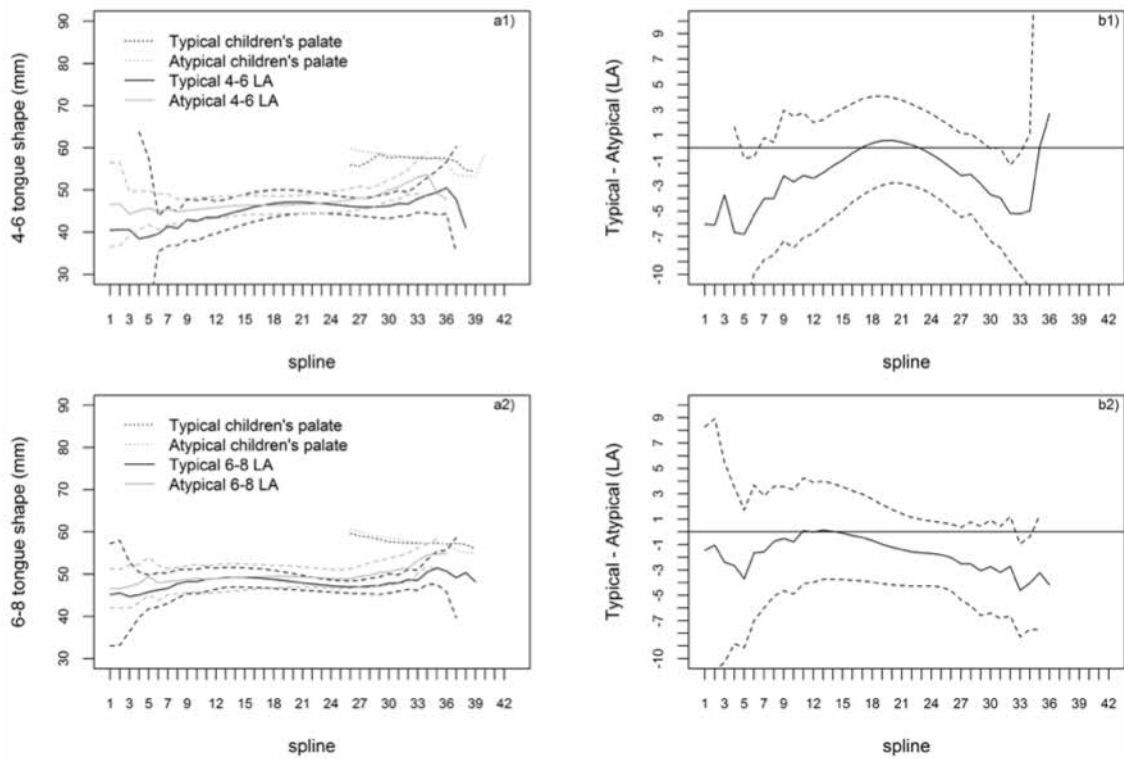 a1)
4-6 tongue shape (mm)
90
80
70
60
50
40
30
Typical children's palate
Atypical children's palate
Typical 4-6 LA
Atypical 4-6 LA
1 3 5 7 9 12 15 18 21 24 27 30 33 36 39 42
spline
b1)
Typical - Atypical (LA)
9
7
5
3
1
-1
-3
-5
-7
-10
1 3 5 7 9 12 15 18 21 24 27 30 33 36 39 42
spline
a2)
6-8 tongue shape (mm)
90
80
70
60
50
40
30
Typical children's palate
Atypical children's palate
Typical 6-8 LA
Atypical 6-8 LA
1 3 5 7 9 12 15 18 21 24 27 30 33 36 39 42
spline
b2)
Typical - Atypical (LA)
9
7
5
3
1
-1
-3
-5
-7
-10
1 3 5 7 9 12 15 18 21 24 27 30 33 36 39 42
spline